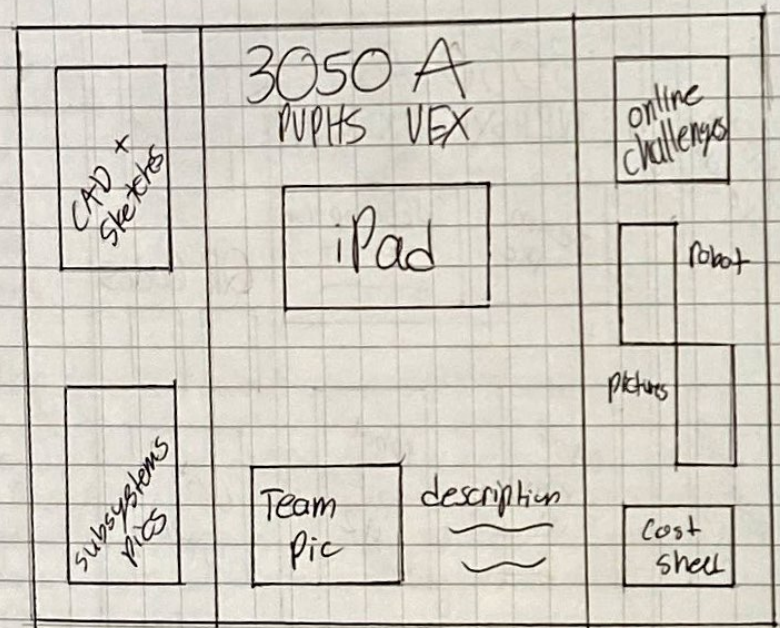 CAD +
Sketches
subsystems
pics
3050 A
PVPHS VEX
iPad
Team
Pic
description
online
challenges
robot
pictures
Cost
sheet